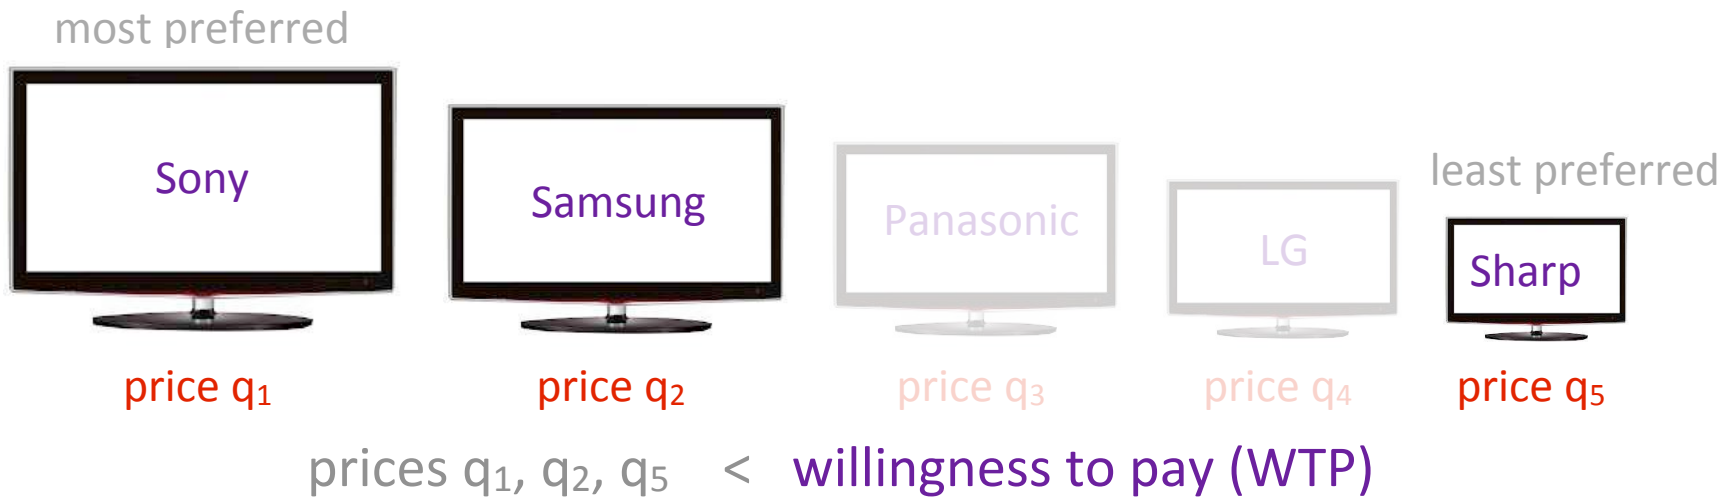 most preferred
least preferred
Sony
Samsung
Panasonic
LG
Sharp
price q₁
price q₂
price q₃
price q₄
price q₅
prices q₁, q₂, q₅ < willingness to pay (WTP)